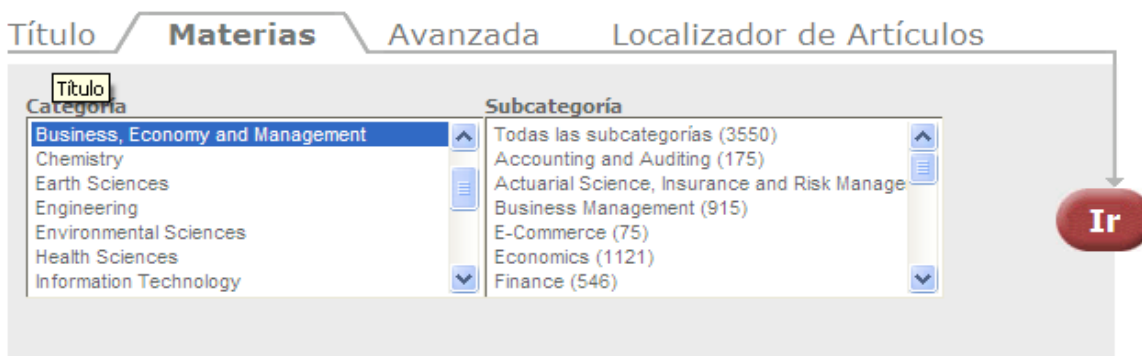 Título Materias Avanzada Localizador de Artículos
Título
Categoría
Business, Economy and Management
Chemistry
Earth Sciences
Engineering
Environmental Sciences
Health Sciences
Information Technology
Subcategoría
Todas las subcategorías (3550)
Accounting and Auditing (175)
Actuarial Science, Insurance and Risk Manage
Business Management (915)
E-Commerce (75)
Economics (1121)
Finance (546)
Ir